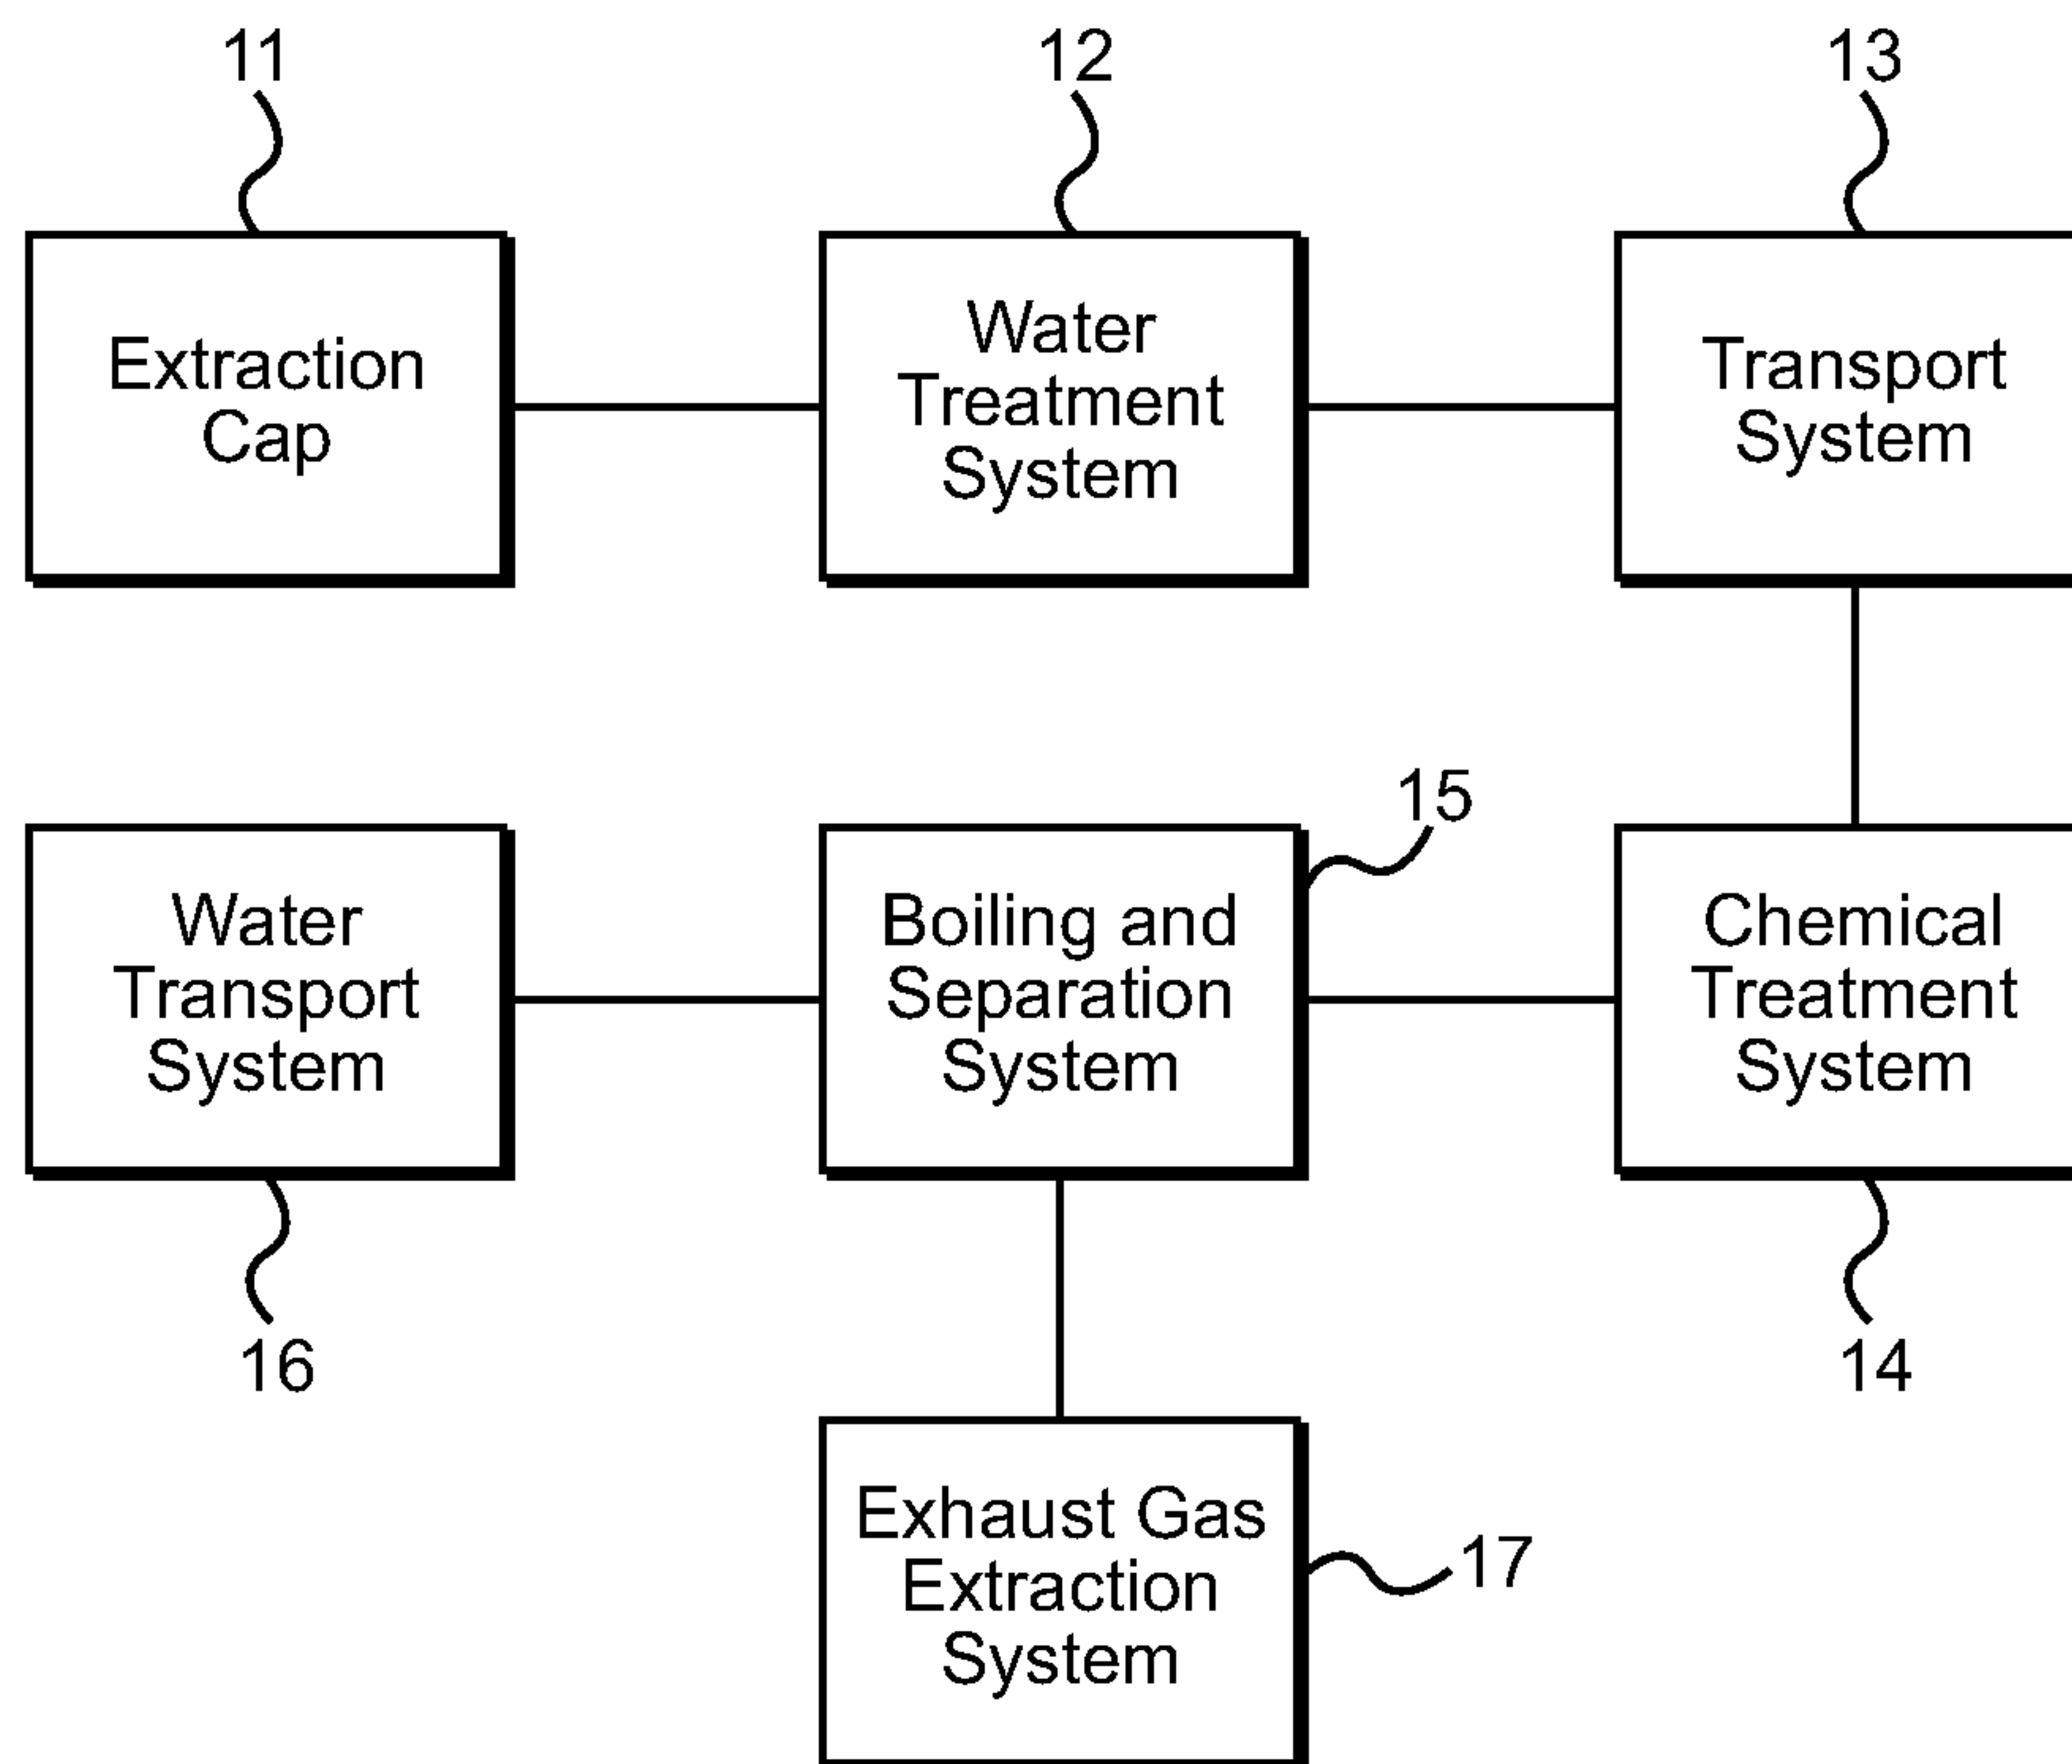 11
12
13
Extraction
Cap
Water
Treatment
System
Transport
System
15
Water
Transport
System
Boiling and
Separation
System
Chemical
Treatment
System
16
14
Exhaust Gas
Extraction
System
17